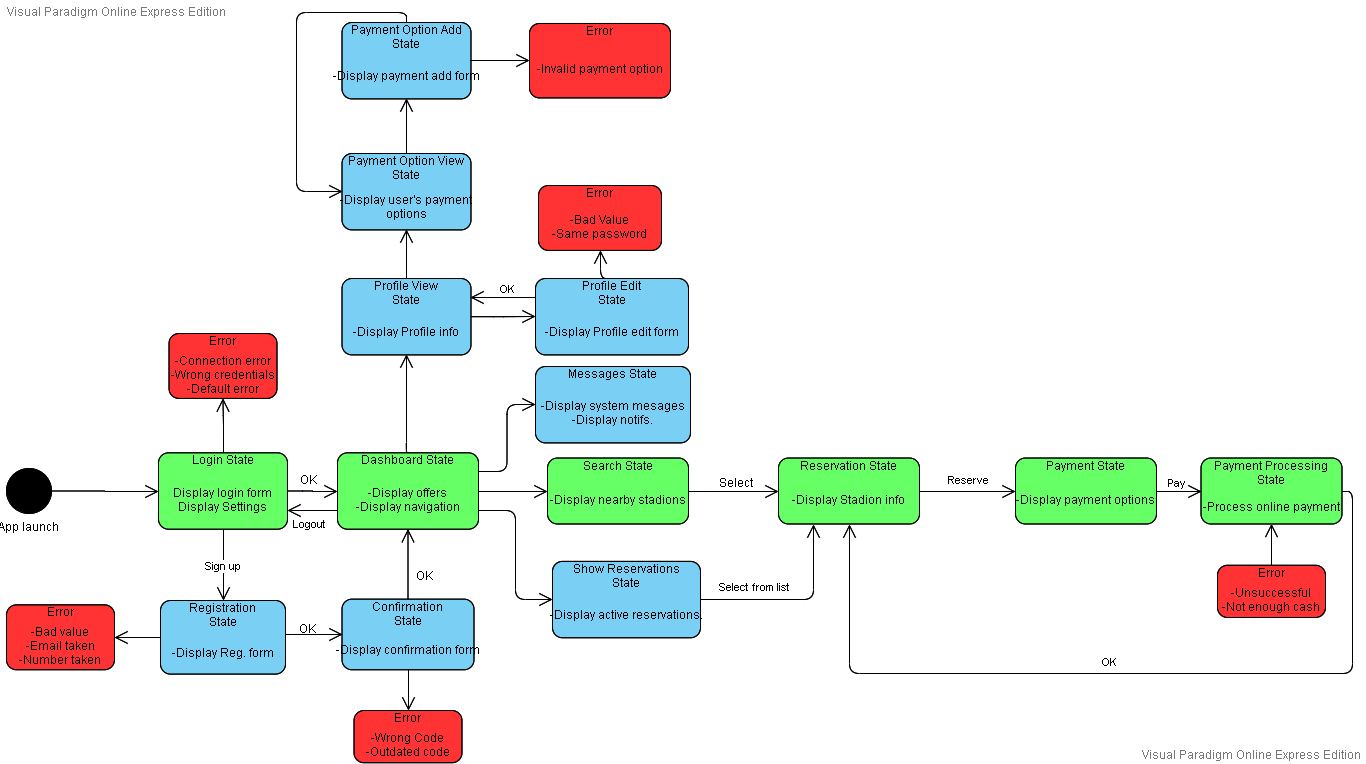 Visual Paradigm Online Express Edition
Payment Option Add
State
-Display payment add form
Error
-Invalid payment option
Payment Option View
State
-Display user's payment
options
Error
-Bad Value
-Same password
Profile View
State
-Display Profile info
OK
Profile Edit
State
-Display Profile edit form
Error
-Connection error
-Wrong credentials
-Default error
Messages State
-Display system mesages
-Display notifs.
App launch
Login State
Display login form
Display Settings
OK
Logout
Dashboard State
-Display offers
-Display navigation
Search State
-Display nearby stadions
Select
Reservation State
-Display Stadion info
Reserve
Payment State
-Display payment options
Pay
Payment Processing
State
-Process online payment
Sign up
OK
Show Reservations
State
-Display active reservations.
Select from list
Error
-Unsuccessful
-Not enough cash
Error
-Bad value
-Email taken
-Number taken
Registration
State
-Display Reg. form
OK
Confirmation
State
-Display confirmation form
OK
Error
-Wrong Code
-Outdated code
Visual Paradigm Online Express Edition